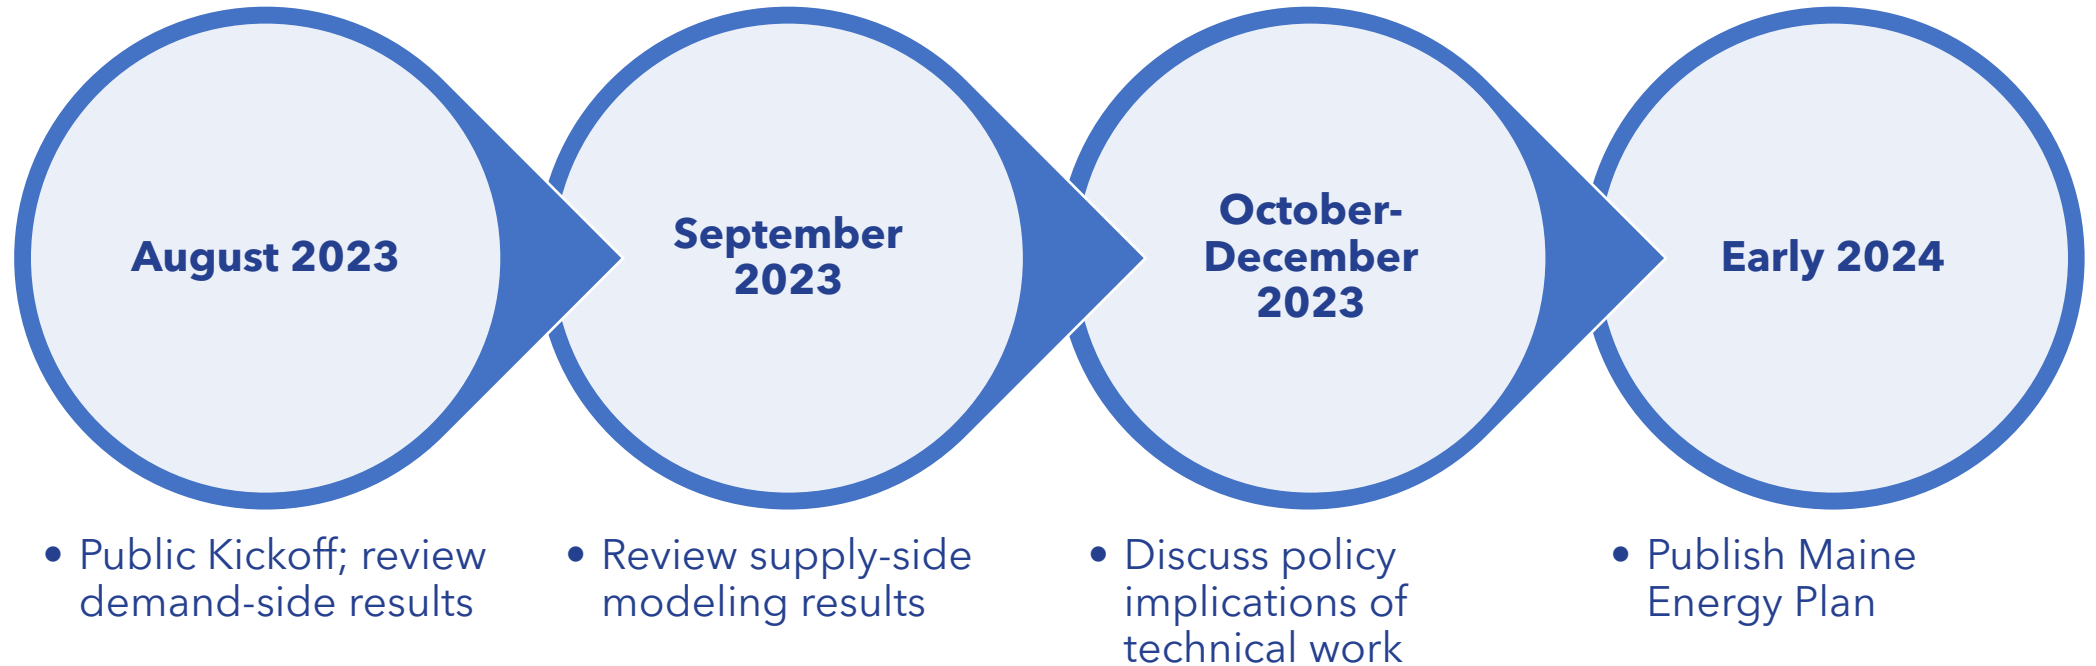 August 2023
September
2023
October-
December
2023
Early 2024
• Public Kickoff; review
demand-side results
• Review supply-side
modeling results
• Discuss policy
implications of
technical work
• Publish Maine
Energy Plan